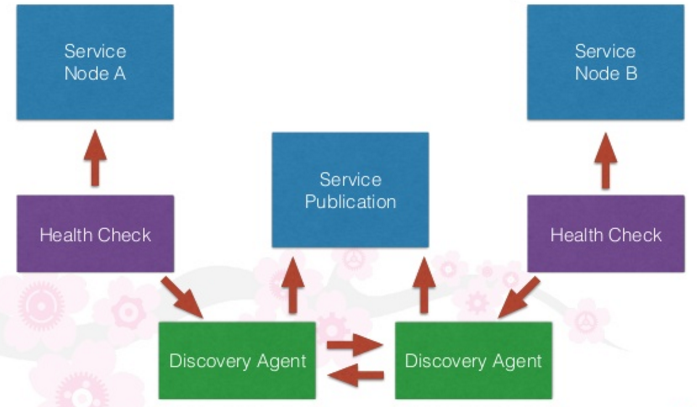 Service
Node A
Service
Node B
Service
Publication
Health Check
Health Check
Discovery Agent
Discovery Agent